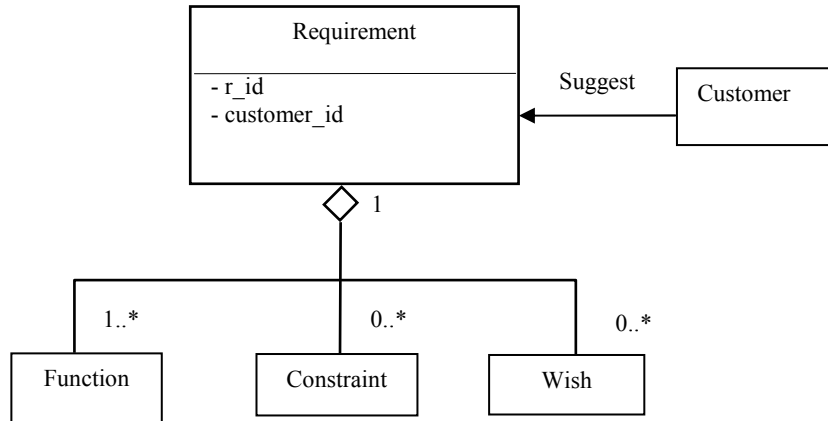 Requirement
- r_id
- customer_id
Suggest
Customer
1
1..*
0..*
0..*
Function
Constraint
Wish